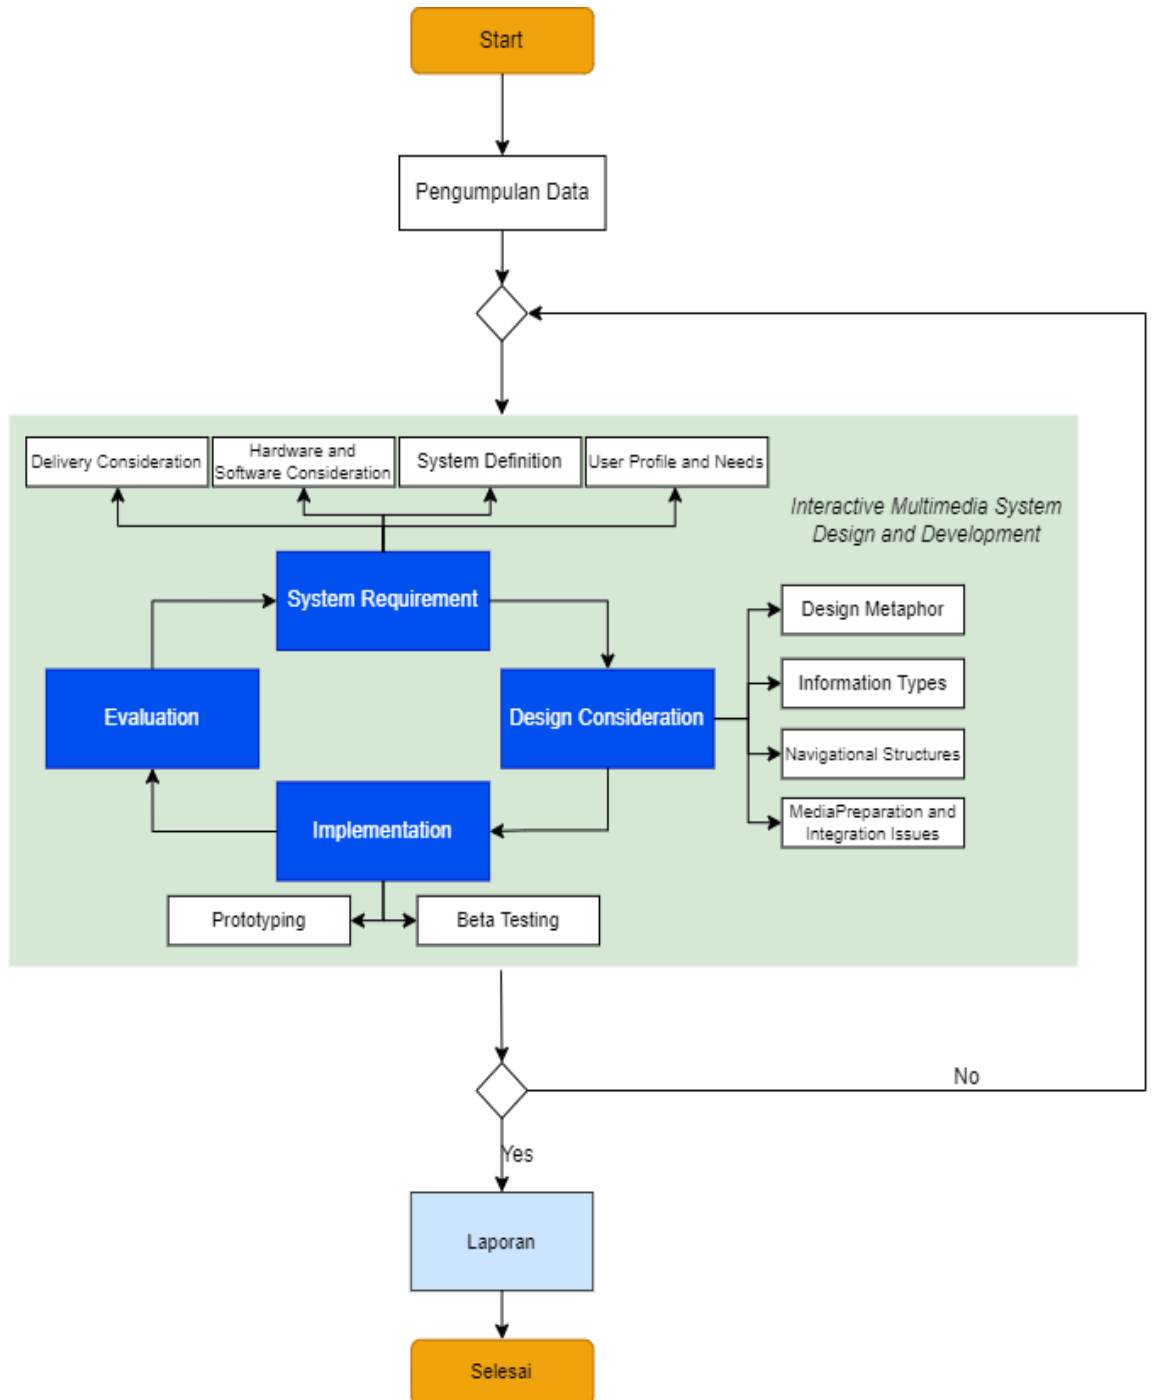 Start
Pengumpulan Data
Delivery Consideration
Hardware and
Software Consideration
System Definition
User Profile and Needs
Interactive Multimedia System
Design and Development
System Requirement
Design Metaphor
Information Types
Evaluation
Design Consideration
Navigational Structures
Implementation
MediaPreparation and
Integration Issues
Prototyping
Beta Testing
No
Yes
Laporan
Selesai